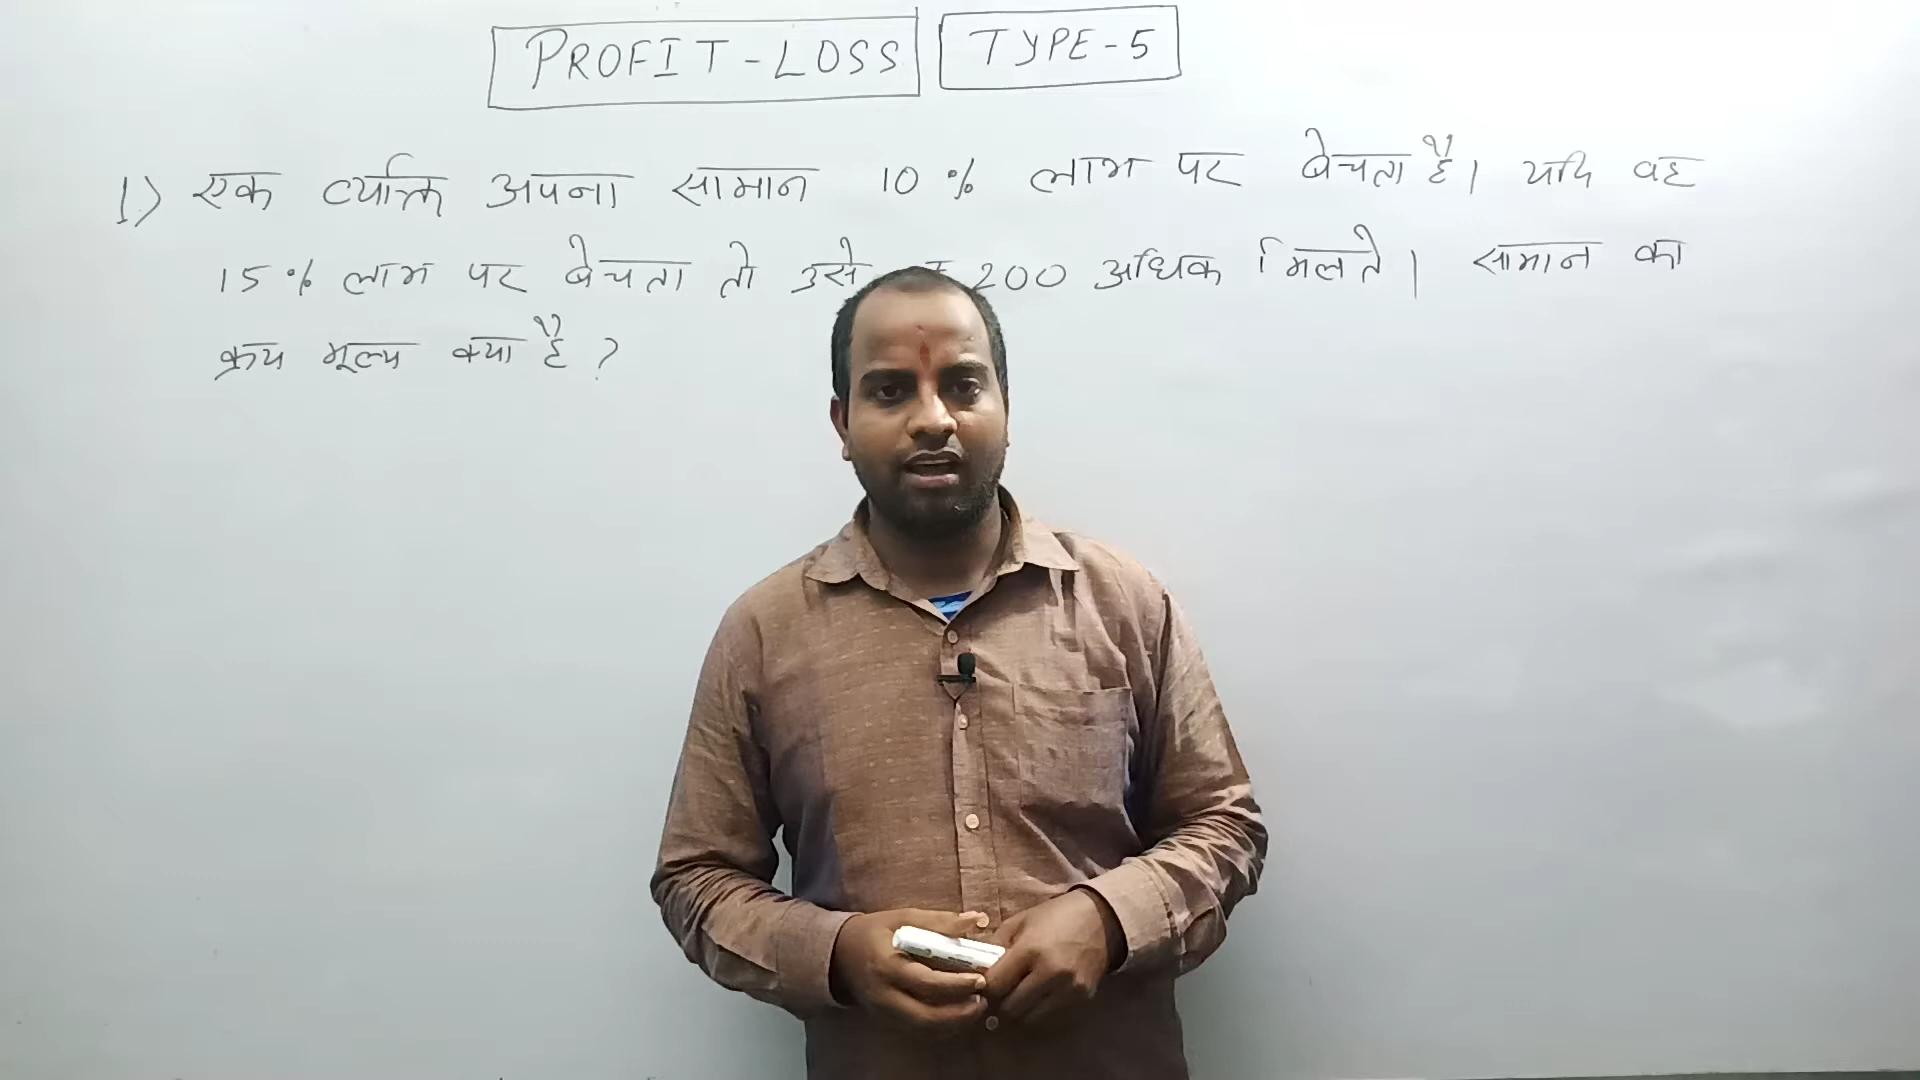 PROFIT-LOSS TYPE-5
1.) एक व्यक्ति अपना सामान 10% लाभ पर बेचता है। यदि वह
15% लाभ पर बेचता तो उसे 200 अधिक मिलते। सामान का
क्रय मूल्य क्या है?